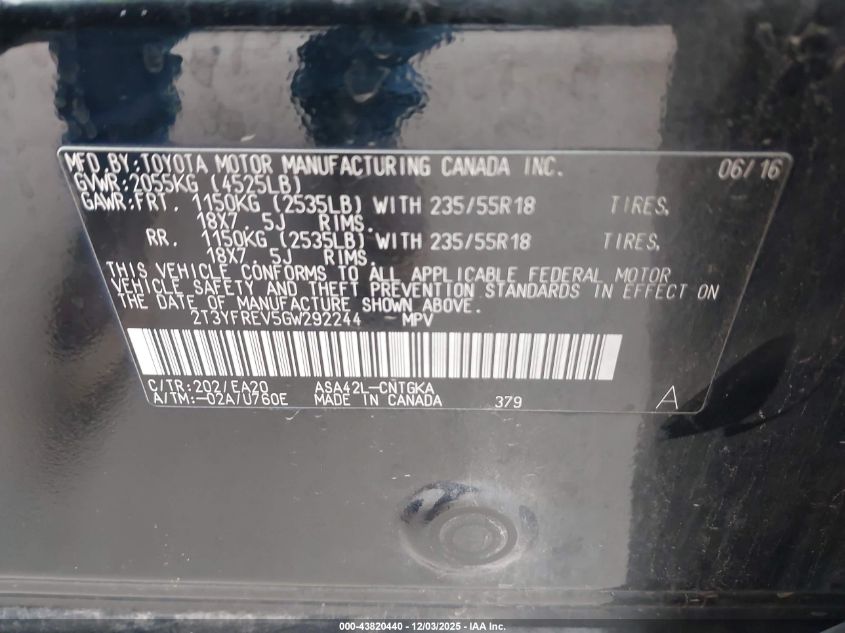 MFD.BY:TOYOTA MOTOR MANUFACTURING CANADA INC. 06/16
GVWR:2055KG (4525LB)
GAWR:FRT. 1150KG (2535LB) WITH 235/55R18 TIRES,
18X7. 5J RIMS.
RR. 1150KG (2535LB) WITH 235/55R18 TIRES,
18X7. 5J RIMS.
THIS VEHICLE CONFORMS TO ALL APPLICABLE FEDERAL MOTOR
VEHICLE SAFETY AND THEFT PREVENTION STANDARDS IN EFFECT ON
THE DATE OF MANUFACTURE SHOWN ABOVE.
2T3YFREV5GW292244 MPV
C/TR:202/EA20 ASA42L-CNTGKA
A/TM:-02A/U760E MADE IN CANADA 379 A
000-43820440 - 12/03/2025 - IAA Inc.